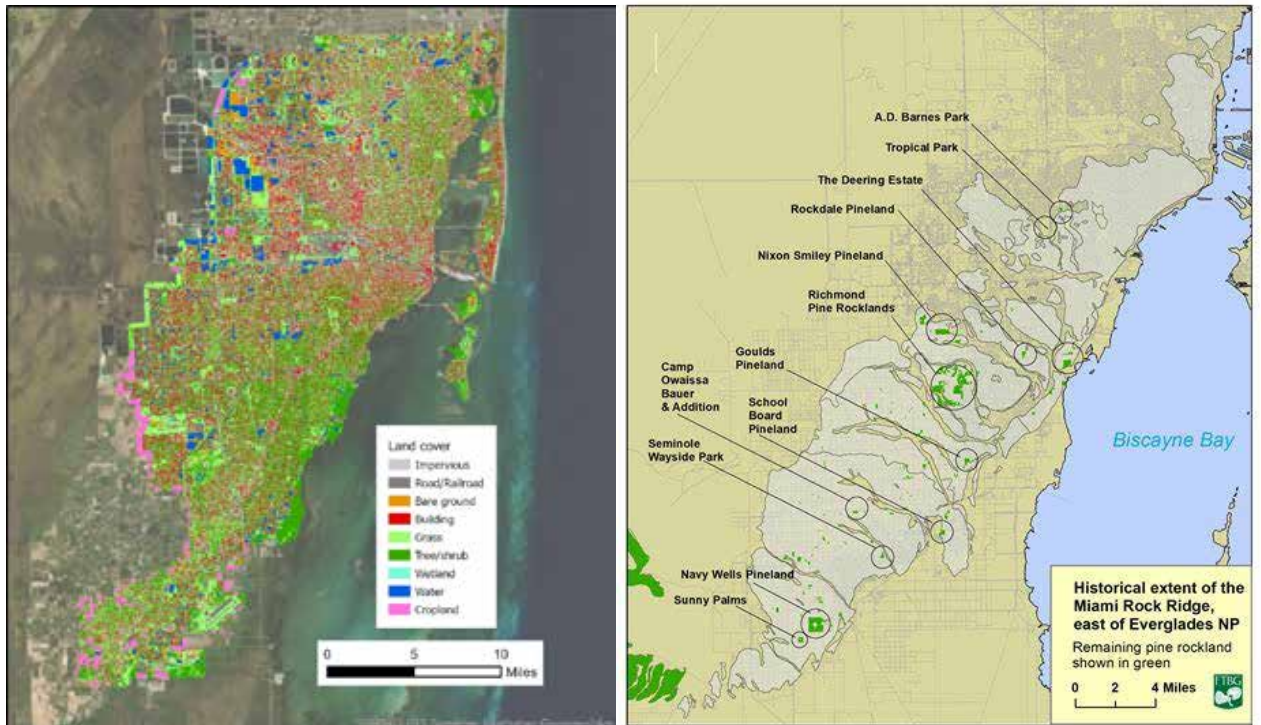 Land cover
Impervious
Road/Railroad
Bare ground
Building
Grass
Tree/shrub
Wetland
Water
Cropland
0 5 10
Miles
A.D. Barnes Park
Tropical Park
The Deering Estate
Rockdale Pineland
Nixon Smiley Pineland
Richmond
Pine Rocklands
Goulds
Pineland
Camp
Owaissa
Bauer
& Addition
School
Board
Pineland
Seminole
Wayside Park
Navy Wells Pineland
Sunny Palms
Biscayne Bay
Historical extent of the
Miami Rock Ridge,
east of Everglades NP
Remaining pine rockland
shown in green
0 2 4 Miles
FTBG